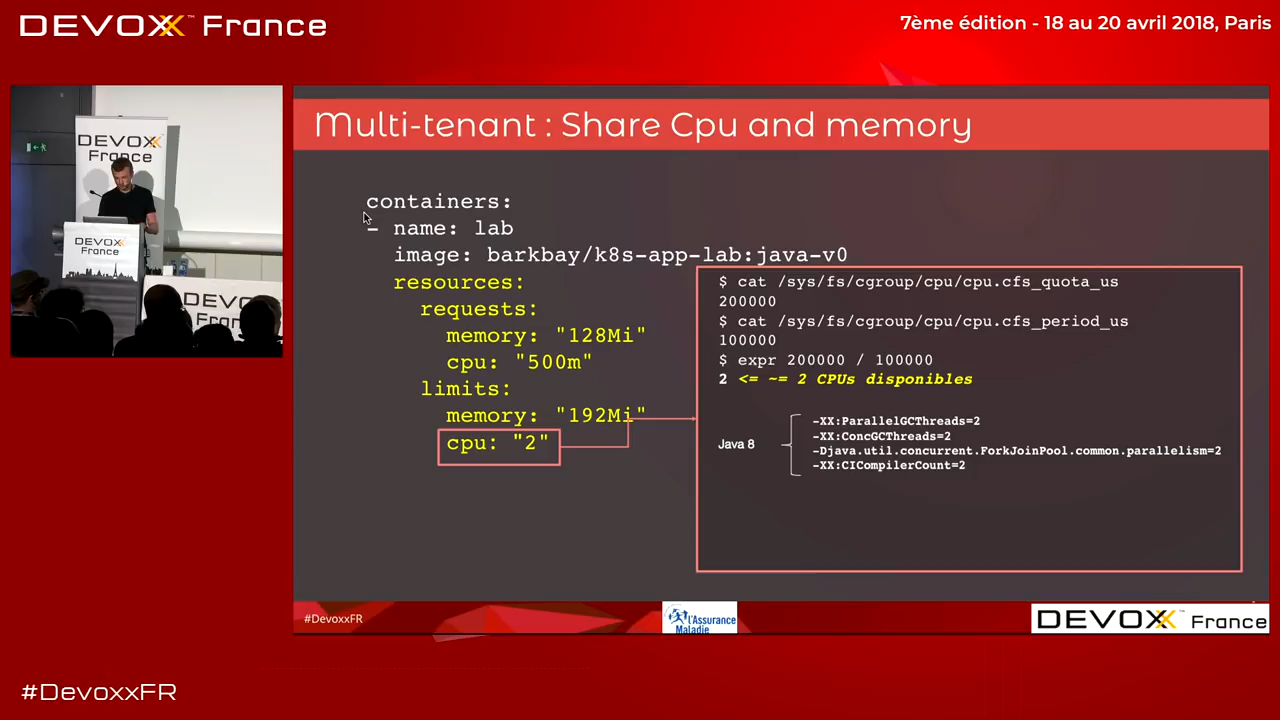 DEVOXX™ France
7ème édition - 18 au 20 avril 2018, Paris
DEVOXX
France
DEVOXX
France
DEVOXX
Multi-tenant : Share Cpu and memory
containers:
- name: lab
image: barkbay/k8s-app-lab:java-v0
resources:
requests:
memory: "128Mi"
cpu: "500m"
limits:
memory: "192Mi"
cpu: "2"
$ cat /sys/fs/cgroup/cpu/cpu.cfs_quota_us
200000
$ cat /sys/fs/cgroup/cpu/cpu.cfs_period_us
100000
$ expr 200000 / 100000
2 <= ~= 2 CPUs disponibles
Java 8
-XX:ParallelGCThreads=2
-XX:ConcGCThreads=2
-Djava.util.concurrent.ForkJoinPool.common.parallelism=2
-XX:CICompilerCount=2
#DevoxxFR
l'Assurance
Maladie
DEVOXX™ France
#DevoxxFR